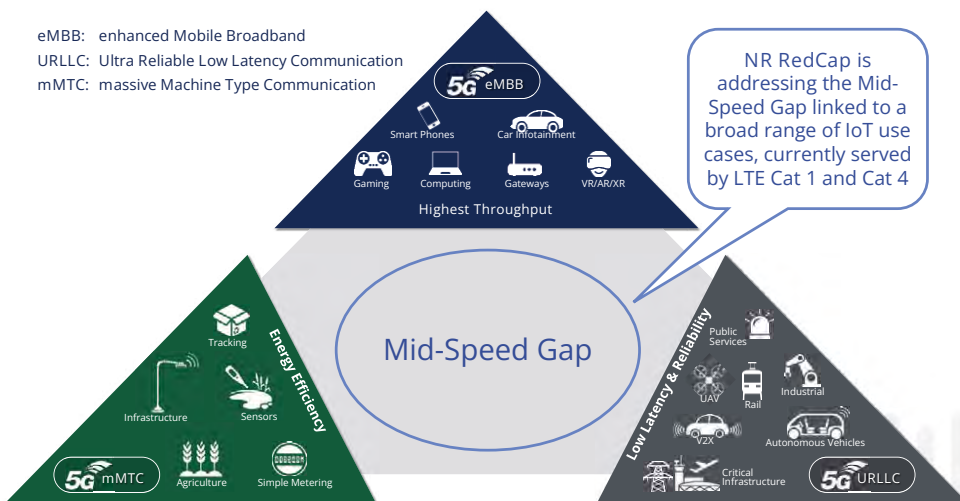 eMBB: enhanced Mobile Broadband
URLLC: Ultra Reliable Low Latency Communication
mMTC: massive Machine Type Communication
5G eMBB
Smart Phones
Car Infotainment
Gaming
Computing
Gateways
VR/AR/XR
Highest Throughput
NR RedCap is
addressing the Mid-
Speed Gap linked to a
broad range of IoT use
cases, currently served
by LTE Cat 1 and Cat 4
Mid-Speed Gap
Tracking
Energy Efficiency
Infrastructure
Sensors
Agriculture
Simple Metering
5G mMTC
Low Latency & Reliability
Public
Services
UAV
Rail
Industrial
V2X
Autonomous Vehicles
Critical
Infrastructure
5G URLLC